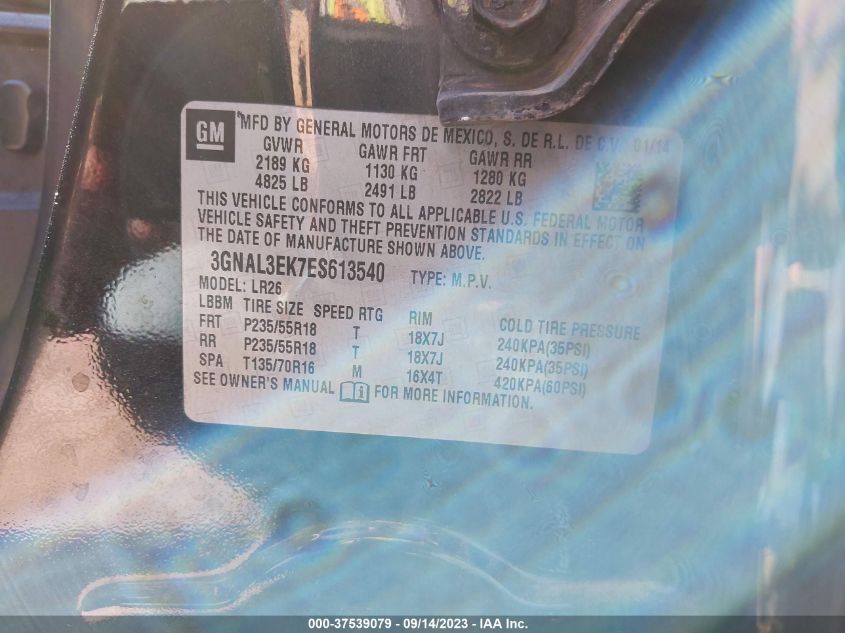 GM
*MFD BY GENERAL MOTORS DE MEXICO, S. DE R.L. DE C.V. 01/14
GVWR GAWR FRT GAWR RR
2189 KG 1130 KG 1280 KG
4825 LB 2491 LB 2822 LB
THIS VEHICLE CONFORMS TO ALL APPLICABLE U.S. FEDERAL MOTOR
VEHICLE SAFETY AND THEFT PREVENTION STANDARDS IN EFFECT ON
THE DATE OF MANUFACTURE SHOWN ABOVE.
3GNAL3EK7ES613540 TYPE: M.P.V.
MODEL: LR26
LBBM TIRE SIZE SPEED RTG RIM COLD TIRE PRESSURE
FRT P235/55R18 T 18X7J 240KPA(35PSI)
RR P235/55R18 T 18X7J 240KPA(35PSI)
SPA T135/70R16 M 16X4T 420KPA(60PSI)
SEE OWNER'S MANUAL FOR MORE INFORMATION.
000-37539079 - 09/14/2023 - IAA Inc.